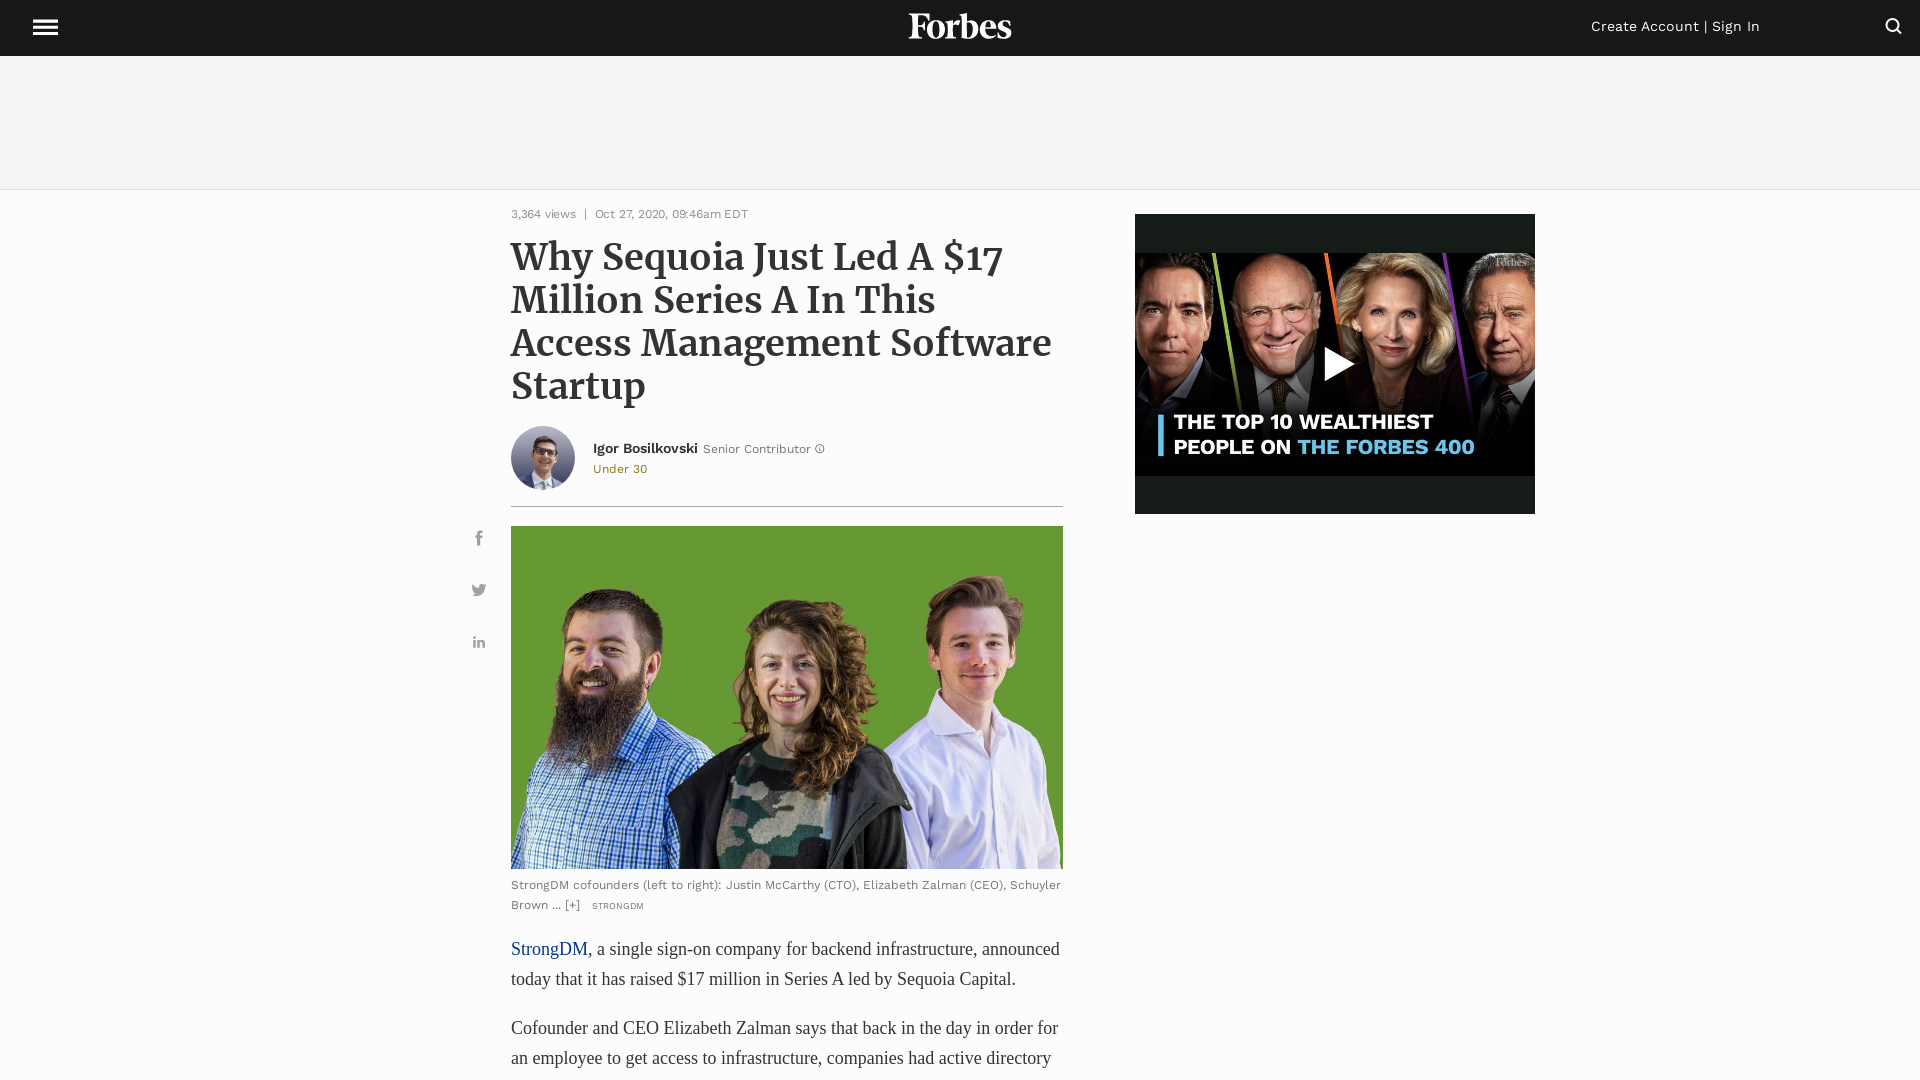 Forbes
Create Account | Sign In
3,364 views | Oct 27, 2020, 09:46am EDT
Why Sequoia Just Led A $17
Million Series A In This
Access Management Software
Startup
Igor Bosilkovski Senior Contributor
Under 30
StrongDM cofounders (left to right): Justin McCarthy (CTO), Elizabeth Zalman (CEO), Schuyler
Brown ... [+] STRONGDM
StrongDM, a single sign-on company for backend infrastructure, announced
today that it has raised $17 million in Series A led by Sequoia Capital.
Cofounder and CEO Elizabeth Zalman says that back in the day in order for
an employee to get access to infrastructure, companies had active directory
Forbes
THE TOP 10 WEALTHIEST
PEOPLE ON THE FORBES 400